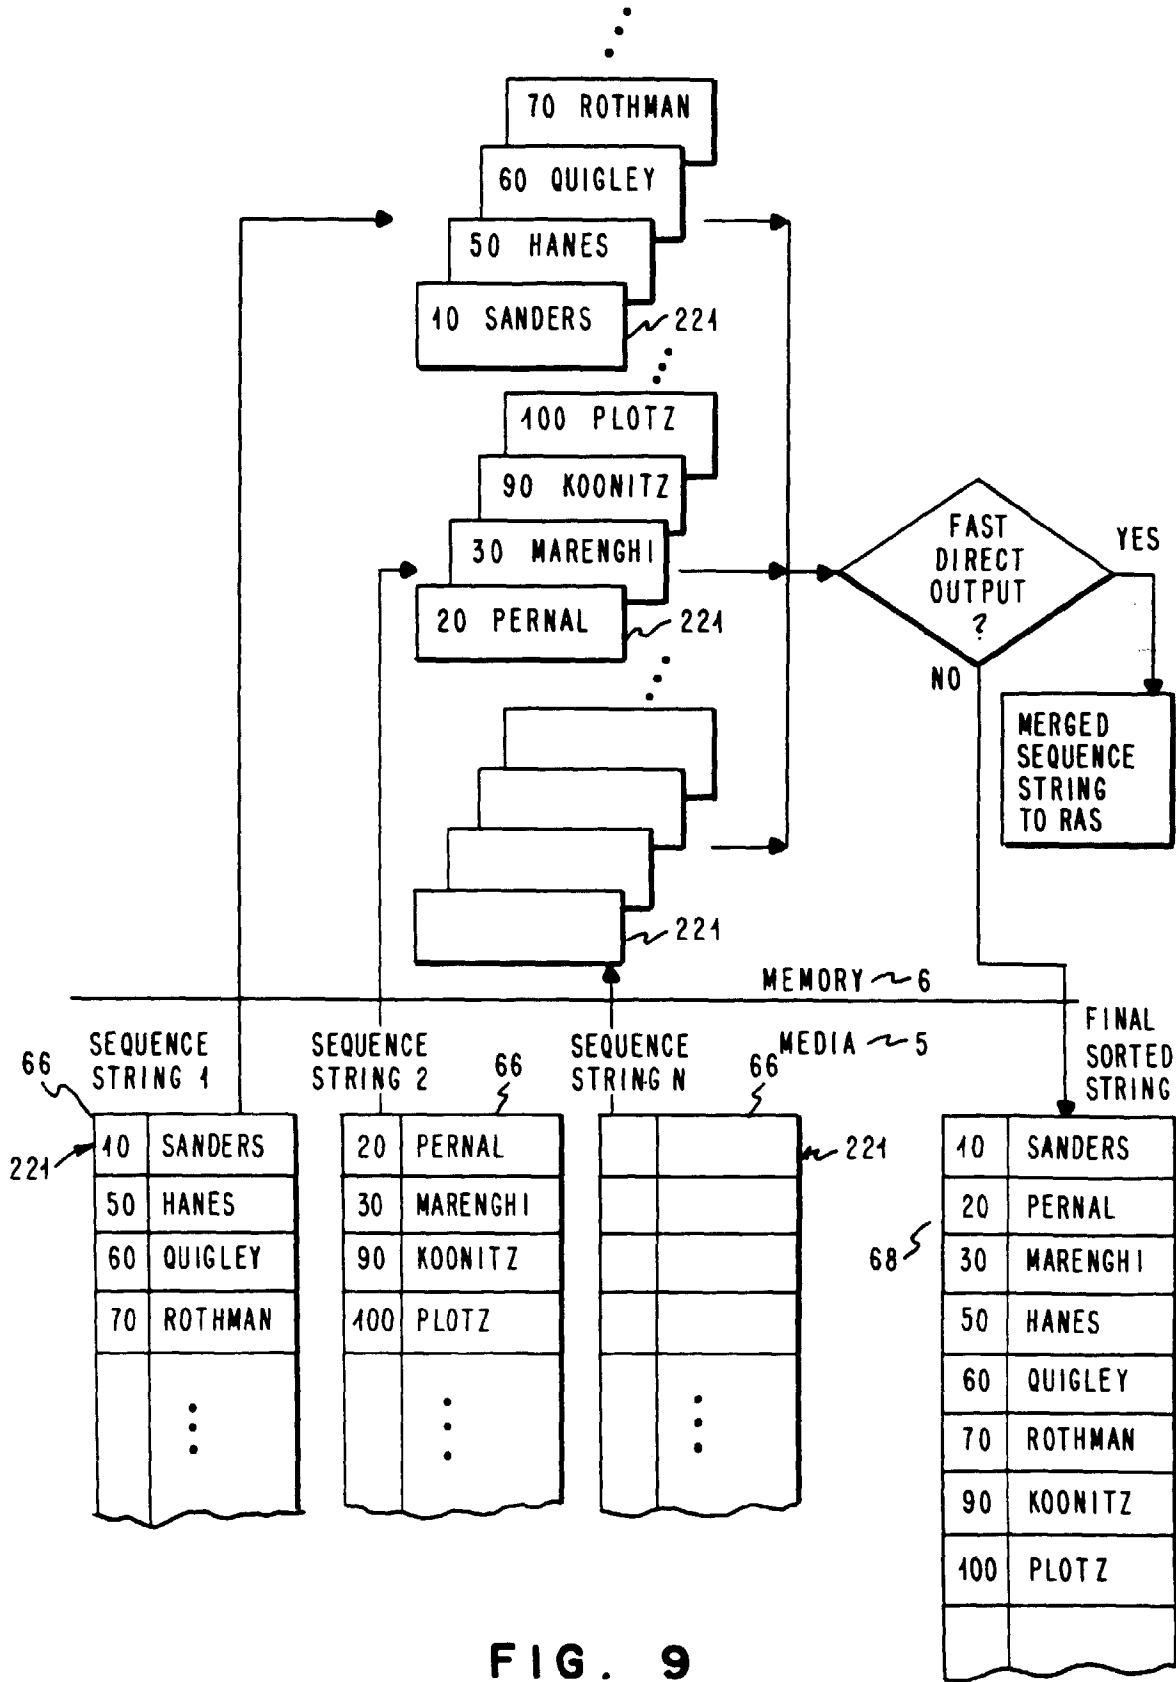 70 ROTHMAN
60 QUIGLEY
50 HANES
10 SANDERS
221
100 PLOTZ
90 KOONITZ
30 MARENGHI
20 PERNAL
221
FAST
DIRECT
OUTPUT
?
YES
NO
MERGED
SEQUENCE
STRING
TO RAS
221
MEMORY 6
MEDIA 5
SEQUENCE
STRING 1
66
221
10 SANDERS
50 HANES
60 QUIGLEY
70 ROTHMAN
SEQUENCE
STRING 2
66
20 PERNAL
30 MARENGHI
90 KOONITZ
100 PLOTZ
SEQUENCE
STRING N
66
221
FINAL
SORTED
STRING
68
10 SANDERS
20 PERNAL
30 MARENGHI
50 HANES
60 QUIGLEY
70 ROTHMAN
90 KOONITZ
100 PLOTZ
FIG. 9